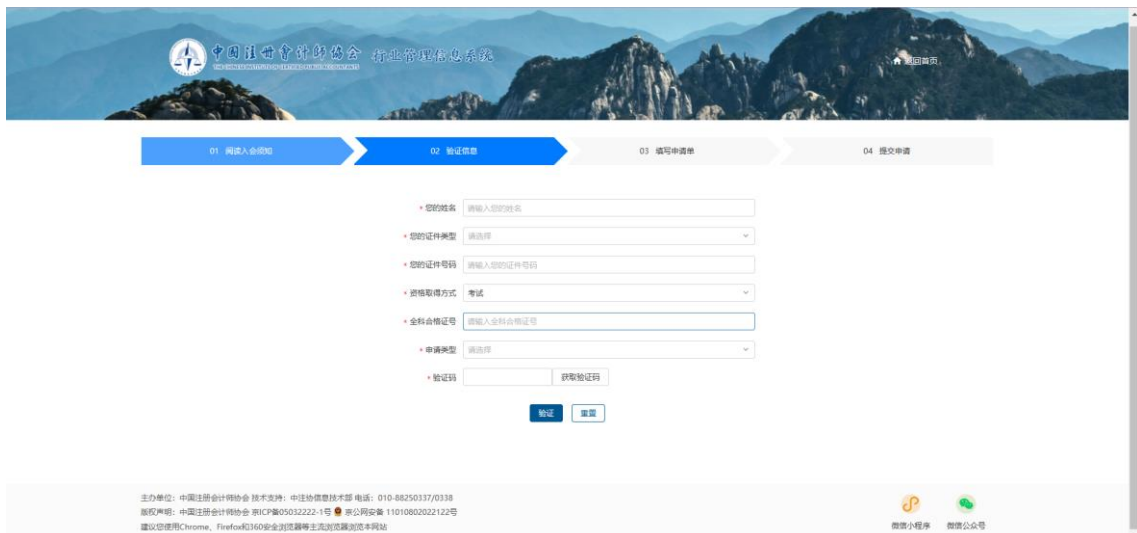 中国注册会计师协会 行业管理信息系统
THE CHINESE INSTITUTE OF CERTIFIED PUBLIC ACCOUNTANTS
返回首页
01 阅读入会须知
02 验证信息
03 填写申请单
04 提交申请
* 您的姓名 请输入您的姓名
* 您的证件类型 请选择
* 您的证件号码 请输入您的证件号码
* 资格取得方式 考试
* 全科合格证号 请输入全科合格证号
* 申请类型 请选择
* 验证码 获取验证码
验证 重置
主办单位：中国注册会计师协会 技术支持：中注协信息技术部 电话：010-88250337/0338
版权声明：中国注册会计师协会 京ICP备05032222-1号 京公网安备 11010802022122号
建议您使用Chrome、Firefox和360安全浏览器等主流浏览器浏览本网站
微信小程序 微信公众号